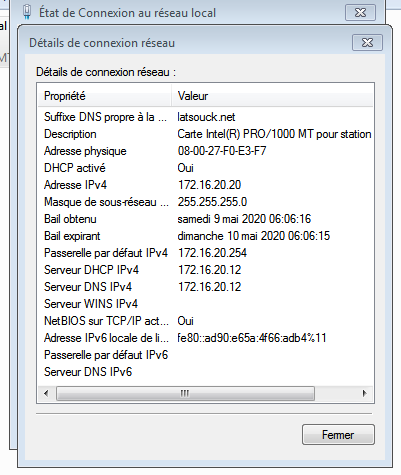 État de Connexion au réseau local
Détails de connexion réseau
Détails de connexion réseau :
Propriété Valeur
Suffixe DNS propre à la ... latsouck.net
Description Carte Intel(R) PRO/1000 MT pour station
Adresse physique 08-00-27-F0-E3-F7
DHCP activé Oui
Adresse IPv4 172.16.20.20
Masque de sous-réseau ... 255.255.255.0
Bail obtenu samedi 9 mai 2020 06:06:16
Bail expirant dimanche 10 mai 2020 06:06:15
Passerelle par défaut IPv4 172.16.20.254
Serveur DHCP IPv4 172.16.20.12
Serveur DNS IPv4 172.16.20.12
Serveur WINS IPv4
NetBIOS sur TCP/IP act... Oui
Adresse IPv6 locale de li... fe80::ad90:e65a:4f66:adb4%11
Passerelle par défaut IPv6
Serveur DNS IPv6
Fermer